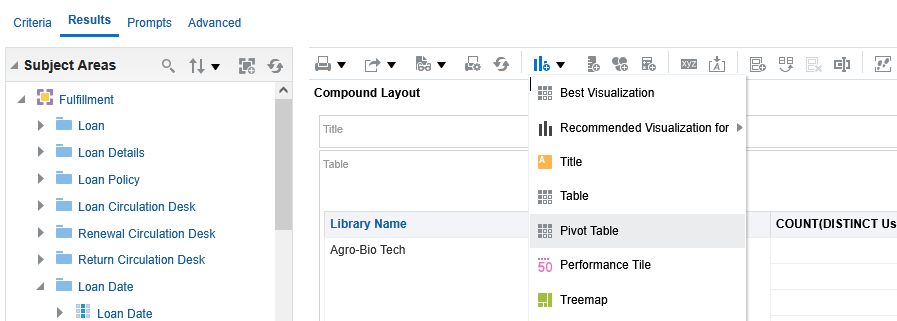 Criteria Results Prompts Advanced
Subject Areas
Fulfillment
Loan
Loan Details
Loan Policy
Loan Circulation Desk
Renewal Circulation Desk
Return Circulation Desk
Loan Date
Loan Date
XYZ
Compound Layout
Title
Table
Library Name
COUNT(DISTINCT Us
Agro-Bio Tech
Best Visualization
Recommended Visualization for
Title
Table
Pivot Table
50 Performance Tile
Treemap